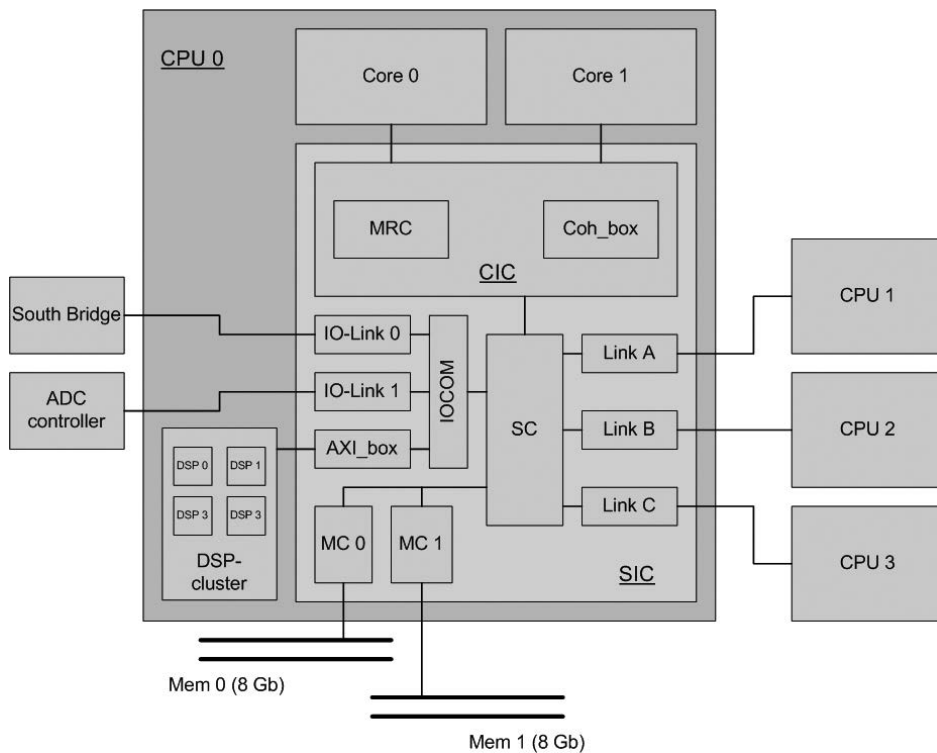 CPU 0
Core 0
Core 1
MRC
Coh_box
CIC
South Bridge
IO-Link 0
ADC
controller
IO-Link 1
IOCOM
AXI_box
SC
Link A
Link B
Link C
CPU 1
CPU 2
CPU 3
DSP 0
DSP 1
DSP 3
DSP 3
DSP-
cluster
MC 0
MC 1
SIC
Mem 0 (8 Gb)
Mem 1 (8 Gb)